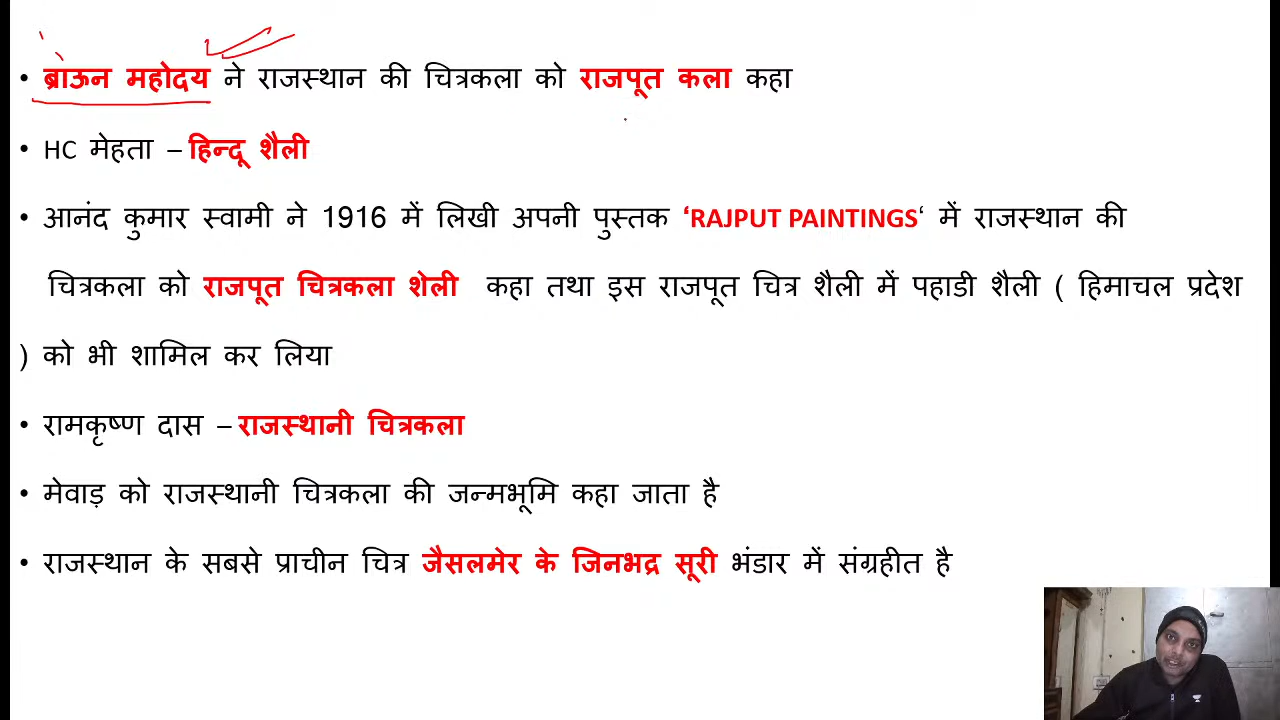 • ब्राऊन महोदय ने राजस्थान की चित्रकला को राजपूत कला कहा
• HC मेहता – हिन्दू शैली
• आनंद कुमार स्वामी ने 1916 में लिखी अपनी पुस्तक ‘RAJPUT PAINTINGS‘ में राजस्थान की
चित्रकला को राजपूत चित्रकला शेली कहा तथा इस राजपूत चित्र शैली में पहाडी शैली ( हिमाचल प्रदेश
) को भी शामिल कर लिया
• रामकृष्ण दास – राजस्थानी चित्रकला
• मेवाड़ को राजस्थानी चित्रकला की जन्मभूमि कहा जाता है
• राजस्थान के सबसे प्राचीन चित्र जैसलमेर के जिनभद्र सूरी भंडार में संग्रहीत है